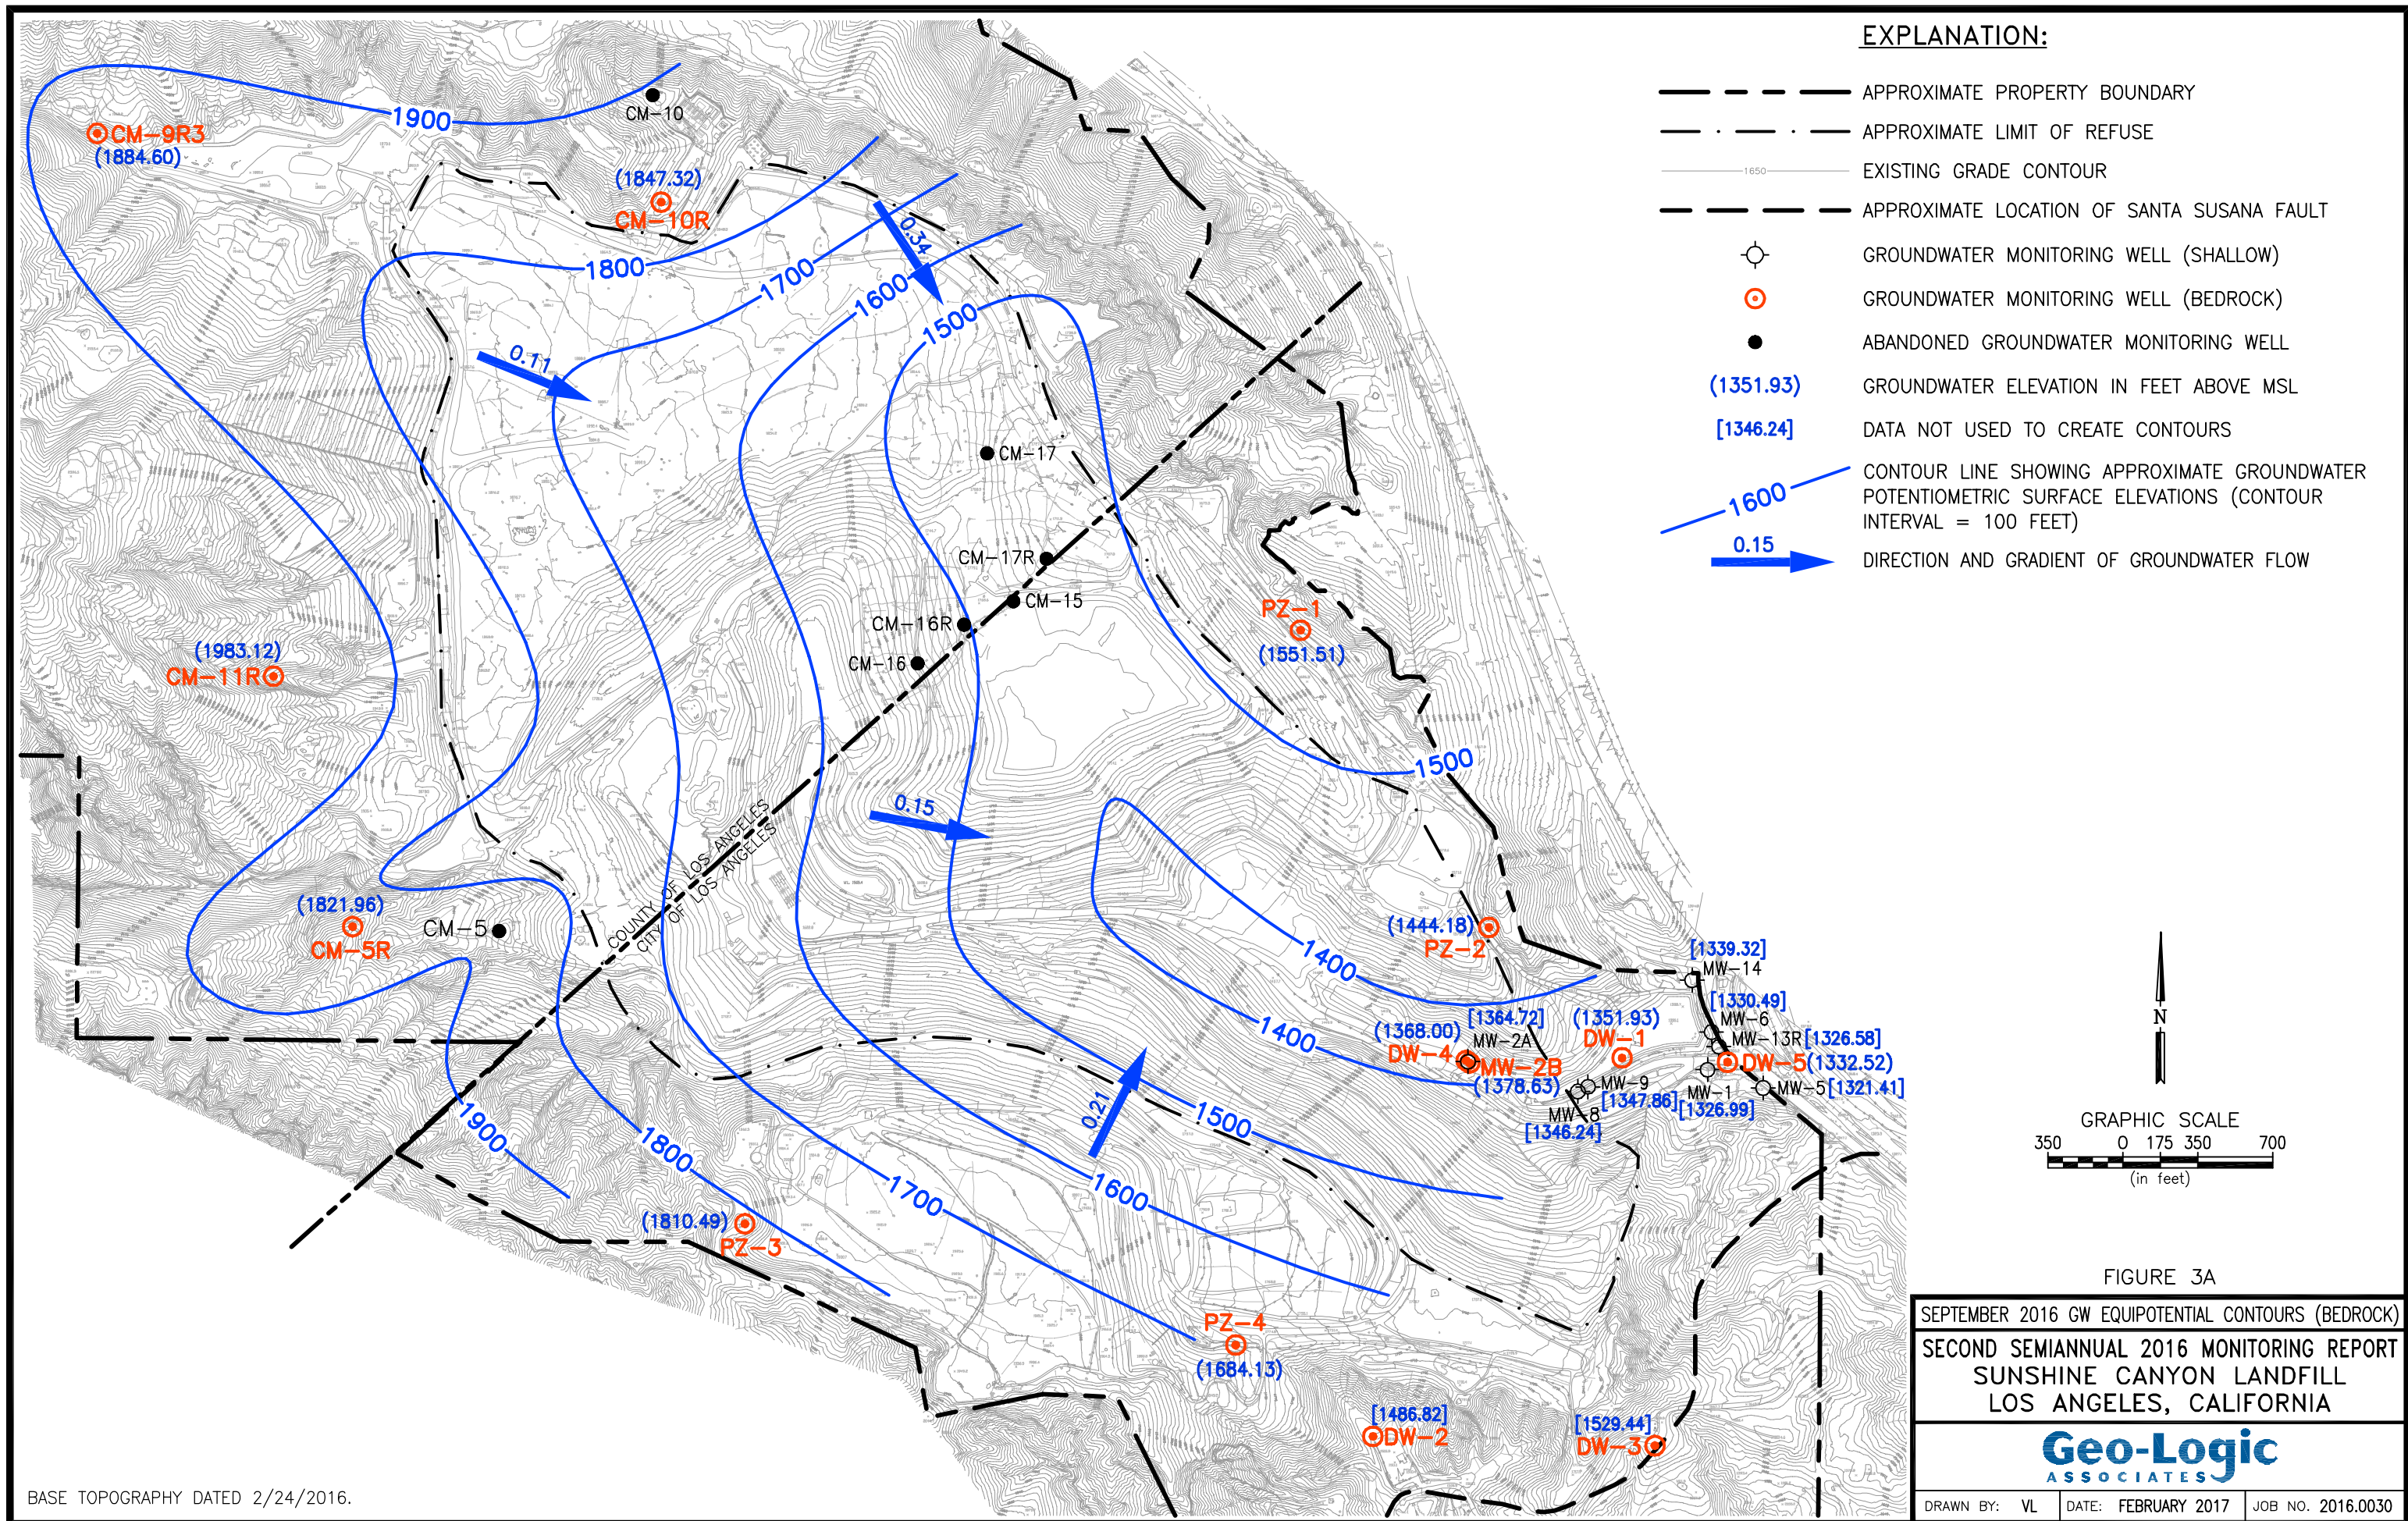 EXPLANATION:
APPROXIMATE PROPERTY BOUNDARY
APPROXIMATE LIMIT OF REFUSE
1650
EXISTING GRADE CONTOUR
APPROXIMATE LOCATION OF SANTA SUSANA FAULT
GROUNDWATER MONITORING WELL (SHALLOW)
GROUNDWATER MONITORING WELL (BEDROCK)
ABANDONED GROUNDWATER MONITORING WELL
(1351.93)
GROUNDWATER ELEVATION IN FEET ABOVE MSL
[1346.24]
DATA NOT USED TO CREATE CONTOURS
1600
CONTOUR LINE SHOWING APPROXIMATE GROUNDWATER
POTENTIOMETRIC SURFACE ELEVATIONS (CONTOUR
INTERVAL = 100 FEET)
0.15
DIRECTION AND GRADIENT OF GROUNDWATER FLOW
1900
CM-10
CM-9R3
(1884.60)
(1847.32)
CM-10R
0.34
1800
1700
1600
1500
0.11
CM-17
CM-17R
CM-15
CM-16R
CM-16
PZ-1
(1551.51)
(1983.12)
CM-11R
1500
0.15
COUNTY OF LOS ANGELES
CITY OF LOS ANGELES
(1821.96)
CM-5R
CM-5
(1444.18)
PZ-2
1400
[1339.32]
MW-14
[1330.49]
MW-6
MW-13R [1326.58]
DW-5 (1332.52)
MW-5 [1321.41]
MW-1
[1326.99]
1400
(1368.00)
DW-4
[1364.72]
MW-2A
MW-2B
(1378.63)
(1351.93)
DW-1
MW-9
[1347.86]
MW-8
[1346.24]
0.21
1500
1900
1800
1700
1600
(1810.49)
PZ-3
PZ-4
(1684.13)
[1486.82]
DW-2
[1529.44]
DW-3
N
GRAPHIC SCALE
350 0 175 350 700
(in feet)
FIGURE 3A
SEPTEMBER 2016 GW EQUIPOTENTIAL CONTOURS (BEDROCK)
SECOND SEMIANNUAL 2016 MONITORING REPORT
SUNSHINE CANYON LANDFILL
LOS ANGELES, CALIFORNIA
Geo-Logic
ASSOCIATES
DRAWN BY: VL DATE: FEBRUARY 2017 JOB NO. 2016.0030
BASE TOPOGRAPHY DATED 2/24/2016.